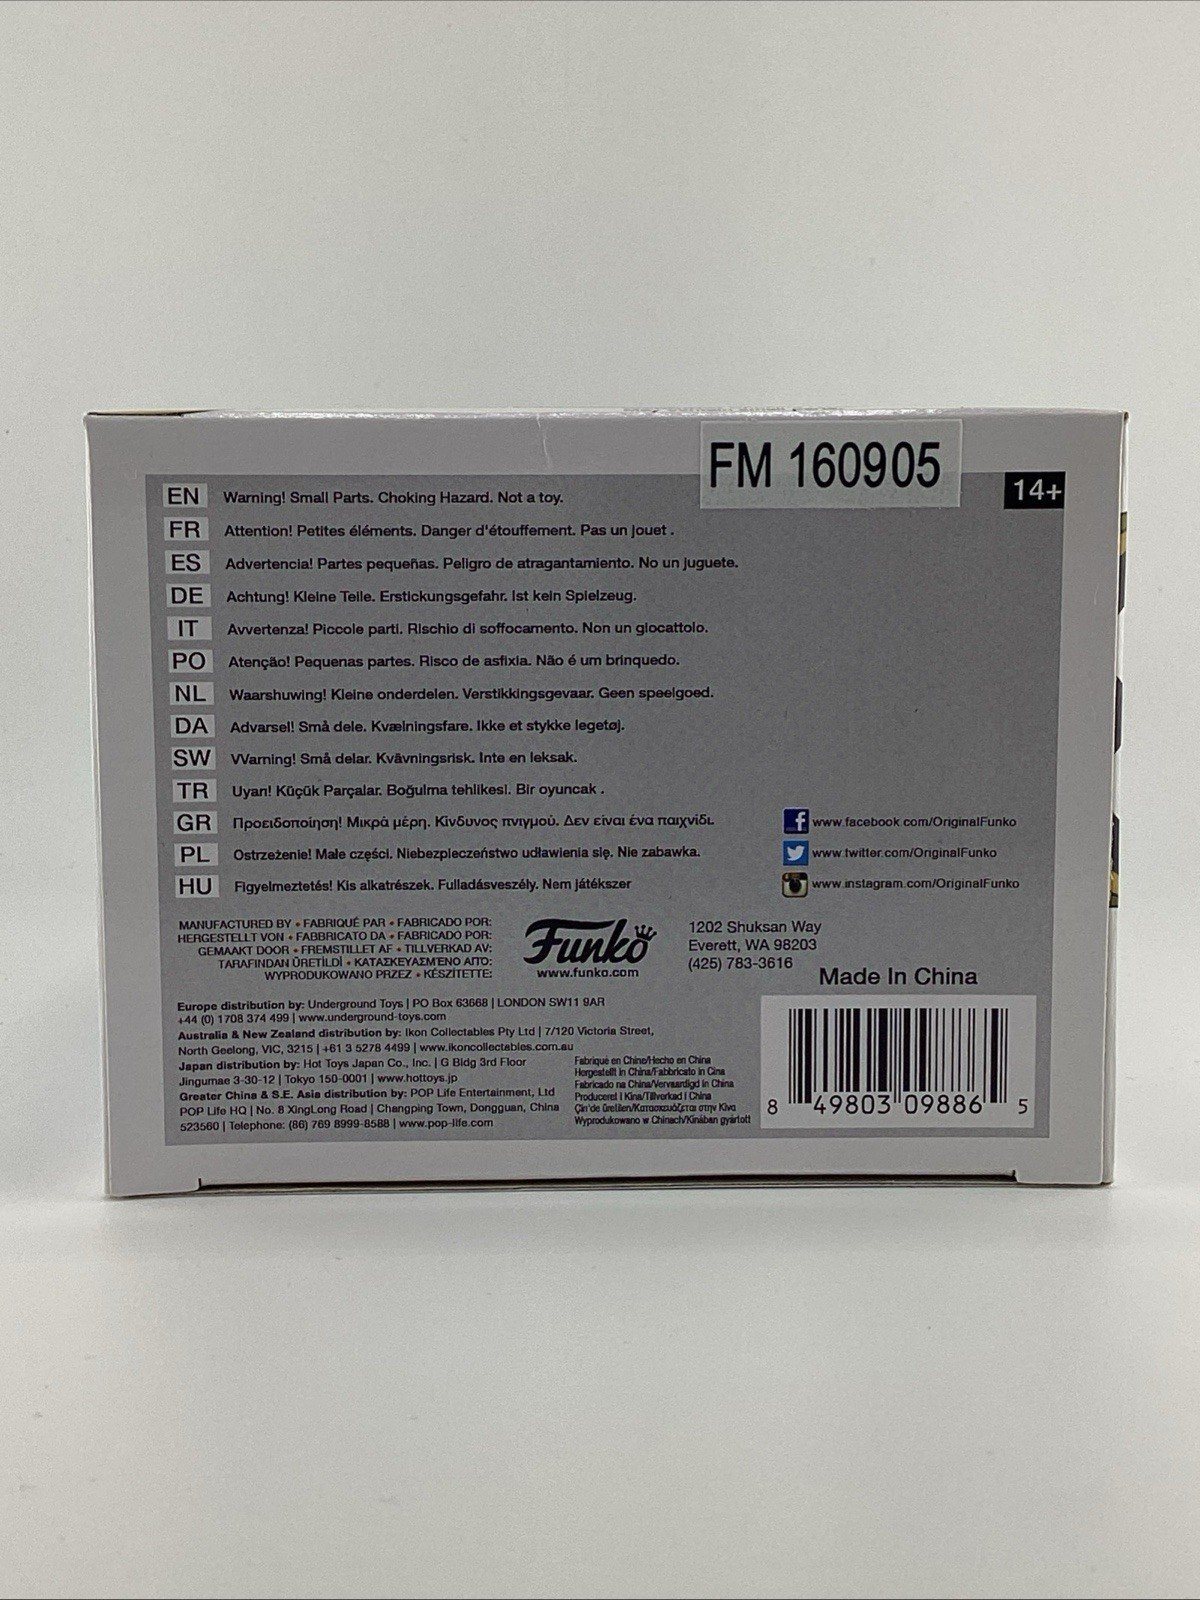 FM 160905
14+
EN Warning! Small Parts. Choking Hazard. Not a toy.
FR Attention! Petites éléments. Danger d'étouffement. Pas un jouet .
ES Advertencia! Partes pequeñas. Peligro de atragantamiento. No un juguete.
DE Achtung! Kleine Teile. Erstickungsgefahr. Ist kein Spielzeug.
IT Avvertenza! Piccole parti. Rischio di soffocamento. Non un giocattolo.
PO Atenção! Pequenas partes. Risco de asfixia. Não é um brinquedo.
NL Waarshuwing! Kleine onderdelen. Verstikkingsgevaar. Geen speelgoed.
DA Advarsel! Små dele. Kvælningsfare. Ikke et stykke legetøj.
SW Warning! Små delar. Kvävningsrisk. Inte en leksak.
TR Uyarı! Küçük Parçalar. Boğulma tehlikesi. Bir oyuncak .
GR Προειδοποίηση! Μικρά μέρη. Κίνδυνος πνιγμού. Δεν είναι ένα παιχνίδι.
PL Ostrzeżenie! Małe części. Niebezpieczeństwo udławienia się. Nie zabawka.
HU Figyelmeztetés! Kis alkatrészek. Fulladásveszély. Nem játékszer
www.facebook.com/OriginalFunko
www.twitter.com/OriginalFunko
www.instagram.com/OriginalFunko
MANUFACTURED BY • FABRIQUÉ PAR • FABRICADO POR:
HERGESTELLT VON • FABBRICATO DA • FABRICADO POR:
GEMAAKT DOOR • FREMSTILLET AF • TILLVERKAD AV:
TARAFINDAN ÜRETİLDİ • ΚΑΤΑΣΚΕΥΑΣΜΈΝΟ ΑΠΌ:
WYPRODUKOWANO PRZEZ • KÉSZÍTETTE:
Funko
www.funko.com
1202 Shuksan Way
Everett, WA 98203
(425) 783-3616
Made In China
Europe distribution by: Underground Toys | PO Box 63668 | LONDON SW11 9AR
+44 (0) 1708 374 499 | www.underground-toys.com
Australia & New Zealand distribution by: Ikon Collectables Pty Ltd | 7/120 Victoria Street,
North Geelong, VIC, 3215 | +61 3 5278 4499 | www.ikoncollectables.com.au
Japan distribution by: Hot Toys Japan Co., Inc. | G Bldg 3rd Floor
Jingumae 3-30-12 | Tokyo 150-0001 | www.hottoys.jp
Greater China & S.E. Asia distribution by: POP Life Entertainment, Ltd
POP Life HQ | No. 8 XingLong Road | Changping Town, Dongguan, China
523560 | Telephone: (86) 769 8999-8588 | www.pop-life.com
Fabriqué en Chine/Hecho en China
Hergestellt in China/Fabbricato in Cina
Fabricado na China/Vervaardigd in China
Producerel I Kina/Tillverkad I China
Çin'de üretilen/Κατασκευάζεται στην Κίνα
Wyprodukowano w Chinach/Kínában gyártott
8 49803 09886 5